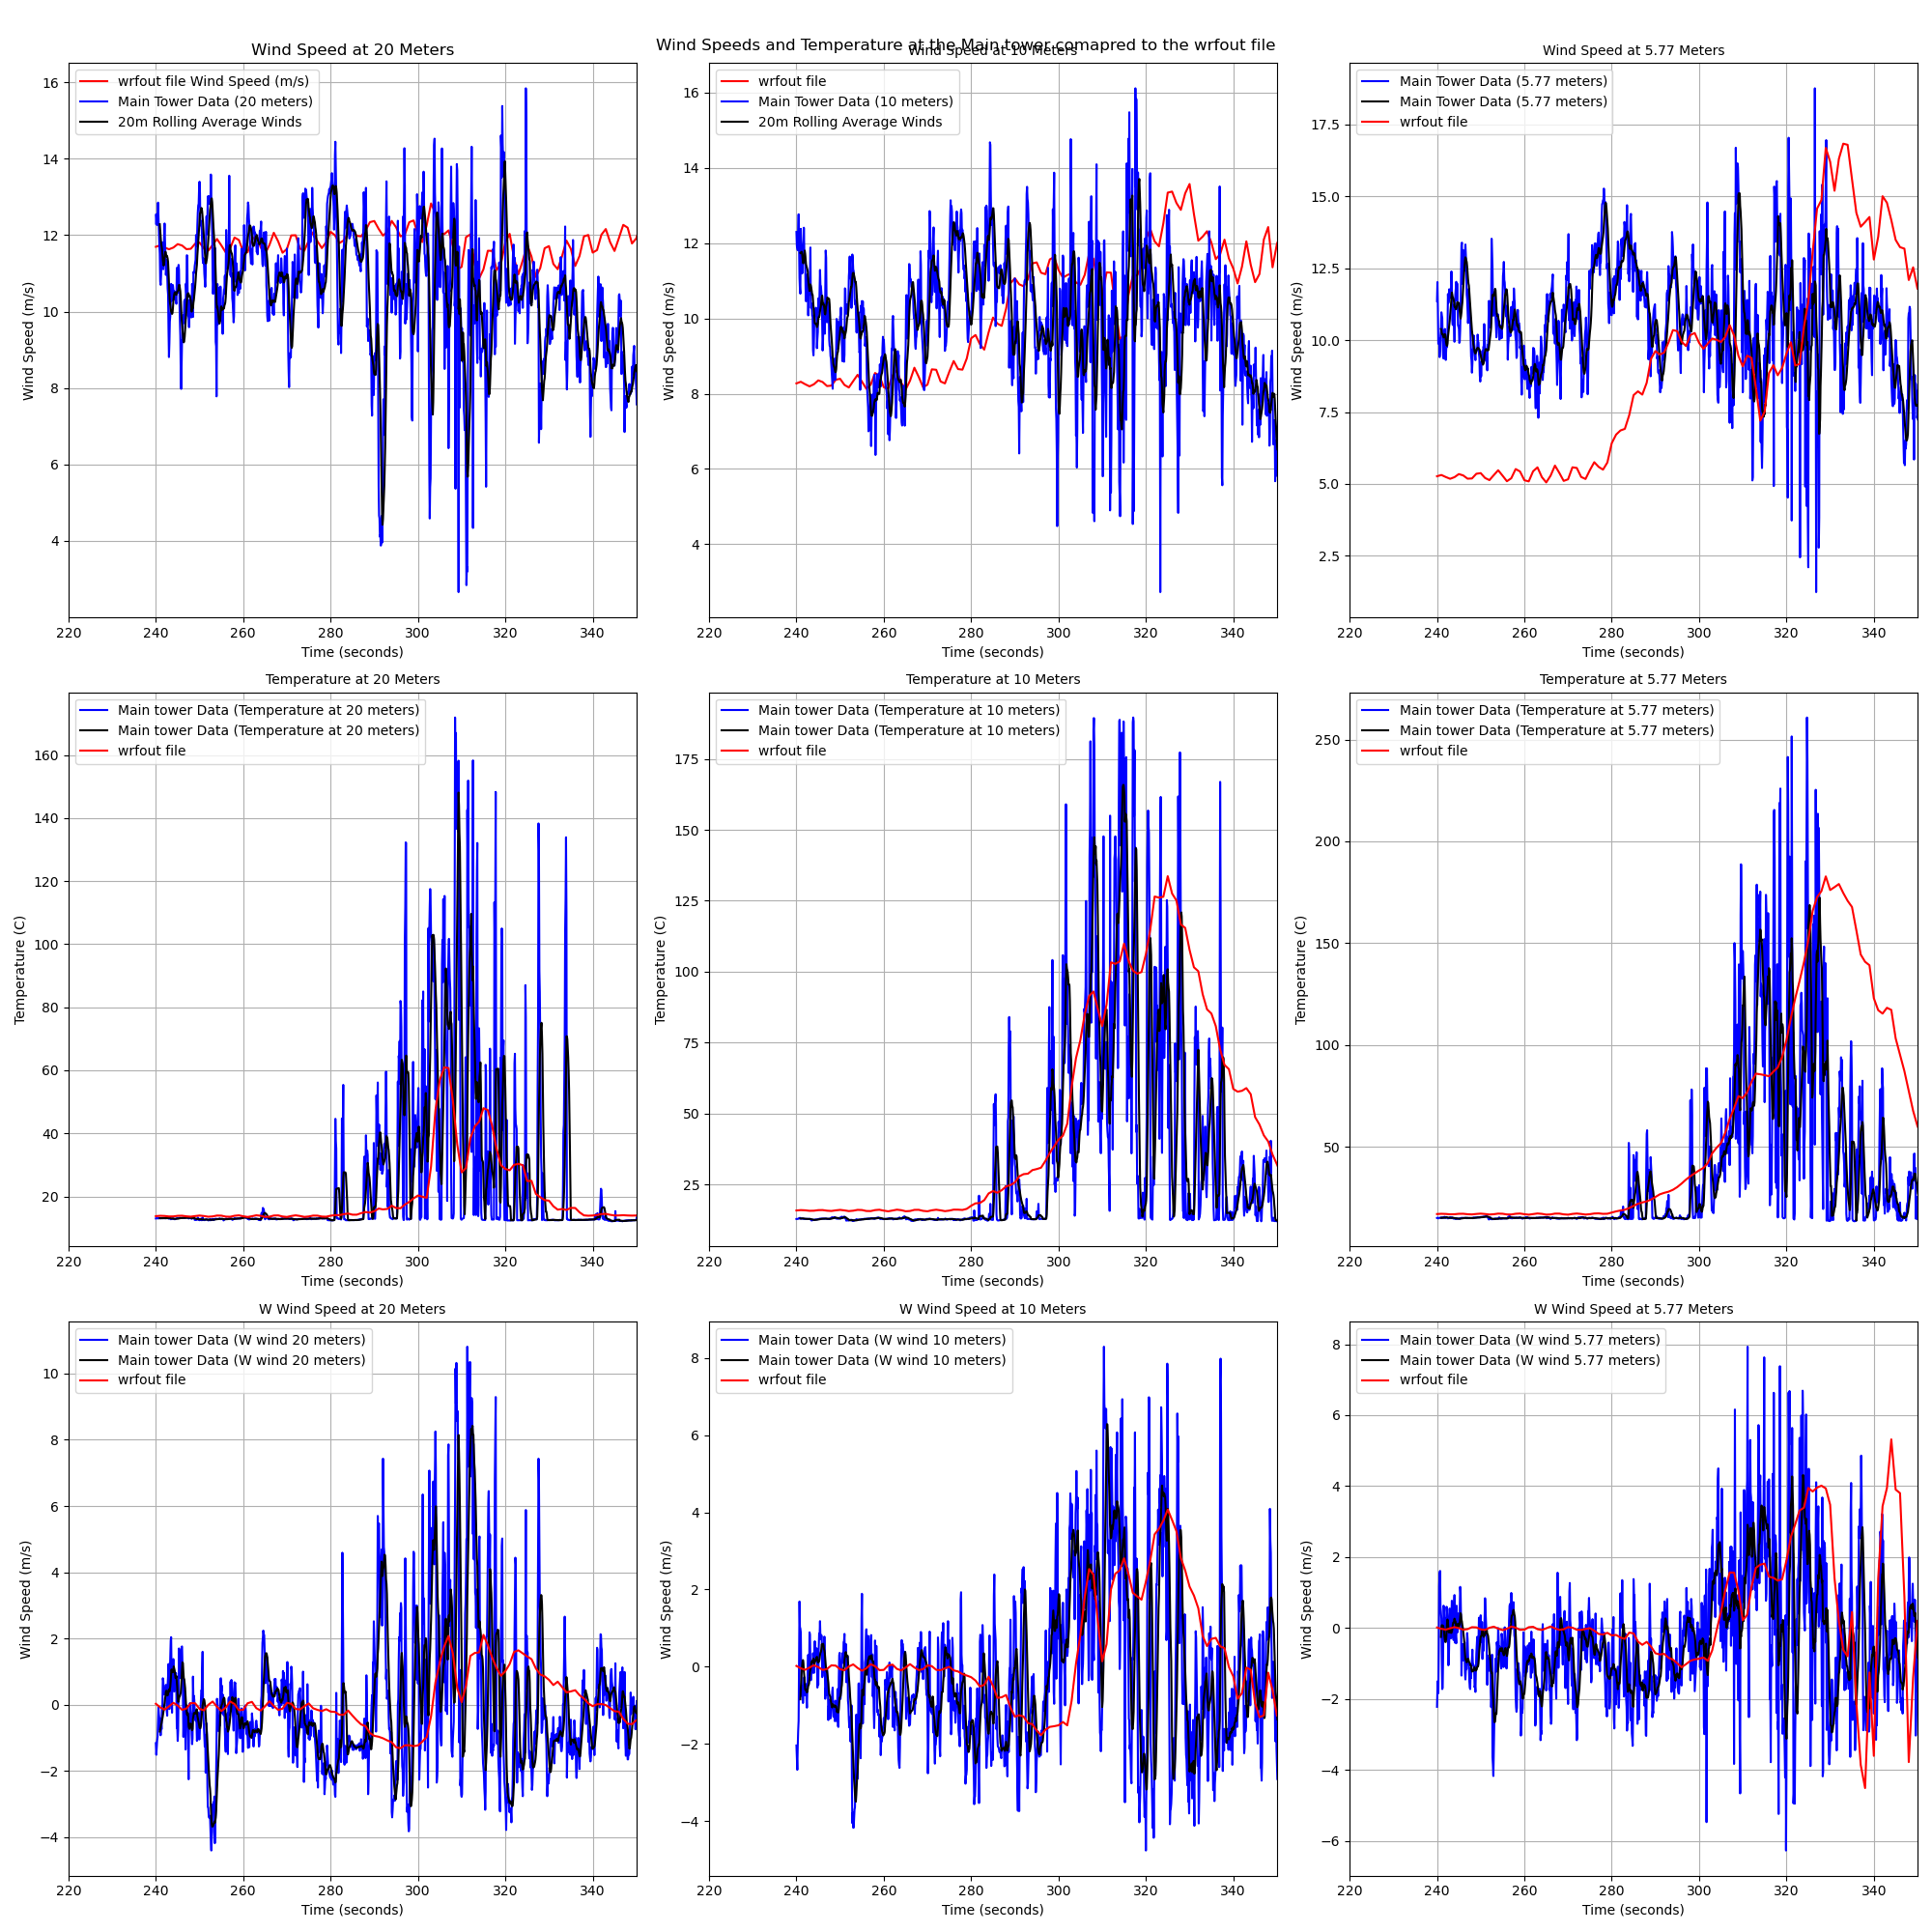 Wind Speeds and Temperature at the Main tower comapred to the wrfout file
Wind Speed at 20 Meters
wrfout file Wind Speed (m/s)
Main Tower Data (20 meters)
20m Rolling Average Winds
Wind Speed (m/s)
16
14
12
10
8
6
4
220 240 260 280 300 320 340
Time (seconds)
Wind Speed at 10 Meters
wrfout file
Main Tower Data (10 meters)
20m Rolling Average Winds
Wind Speed (m/s)
16
14
12
10
8
6
4
220 240 260 280 300 320 340
Time (seconds)
Wind Speed at 5.77 Meters
Main Tower Data (5.77 meters)
Main Tower Data (5.77 meters)
wrfout file
Wind Speed (m/s)
17.5
15.0
12.5
10.0
7.5
5.0
2.5
220 240 260 280 300 320 340
Time (seconds)
Temperature at 20 Meters
Main tower Data (Temperature at 20 meters)
Main tower Data (Temperature at 20 meters)
wrfout file
Temperature (C)
160
140
120
100
80
60
40
20
220 240 260 280 300 320 340
Time (seconds)
Temperature at 10 Meters
Main tower Data (Temperature at 10 meters)
Main tower Data (Temperature at 10 meters)
wrfout file
Temperature (C)
175
150
125
100
75
50
25
220 240 260 280 300 320 340
Time (seconds)
Temperature at 5.77 Meters
Main tower Data (Temperature at 5.77 meters)
Main tower Data (Temperature at 5.77 meters)
wrfout file
Temperature (C)
250
200
150
100
50
220 240 260 280 300 320 340
Time (seconds)
W Wind Speed at 20 Meters
Main tower Data (W wind 20 meters)
Main tower Data (W wind 20 meters)
wrfout file
Wind Speed (m/s)
10
8
6
4
2
0
−2
−4
220 240 260 280 300 320 340
Time (seconds)
W Wind Speed at 10 Meters
Main tower Data (W wind 10 meters)
Main tower Data (W wind 10 meters)
wrfout file
Wind Speed (m/s)
8
6
4
2
0
−2
−4
220 240 260 280 300 320 340
Time (seconds)
W Wind Speed at 5.77 Meters
Main tower Data (W wind 5.77 meters)
Main tower Data (W wind 5.77 meters)
wrfout file
Wind Speed (m/s)
8
6
4
2
0
−2
−4
−6
220 240 260 280 300 320 340
Time (seconds)